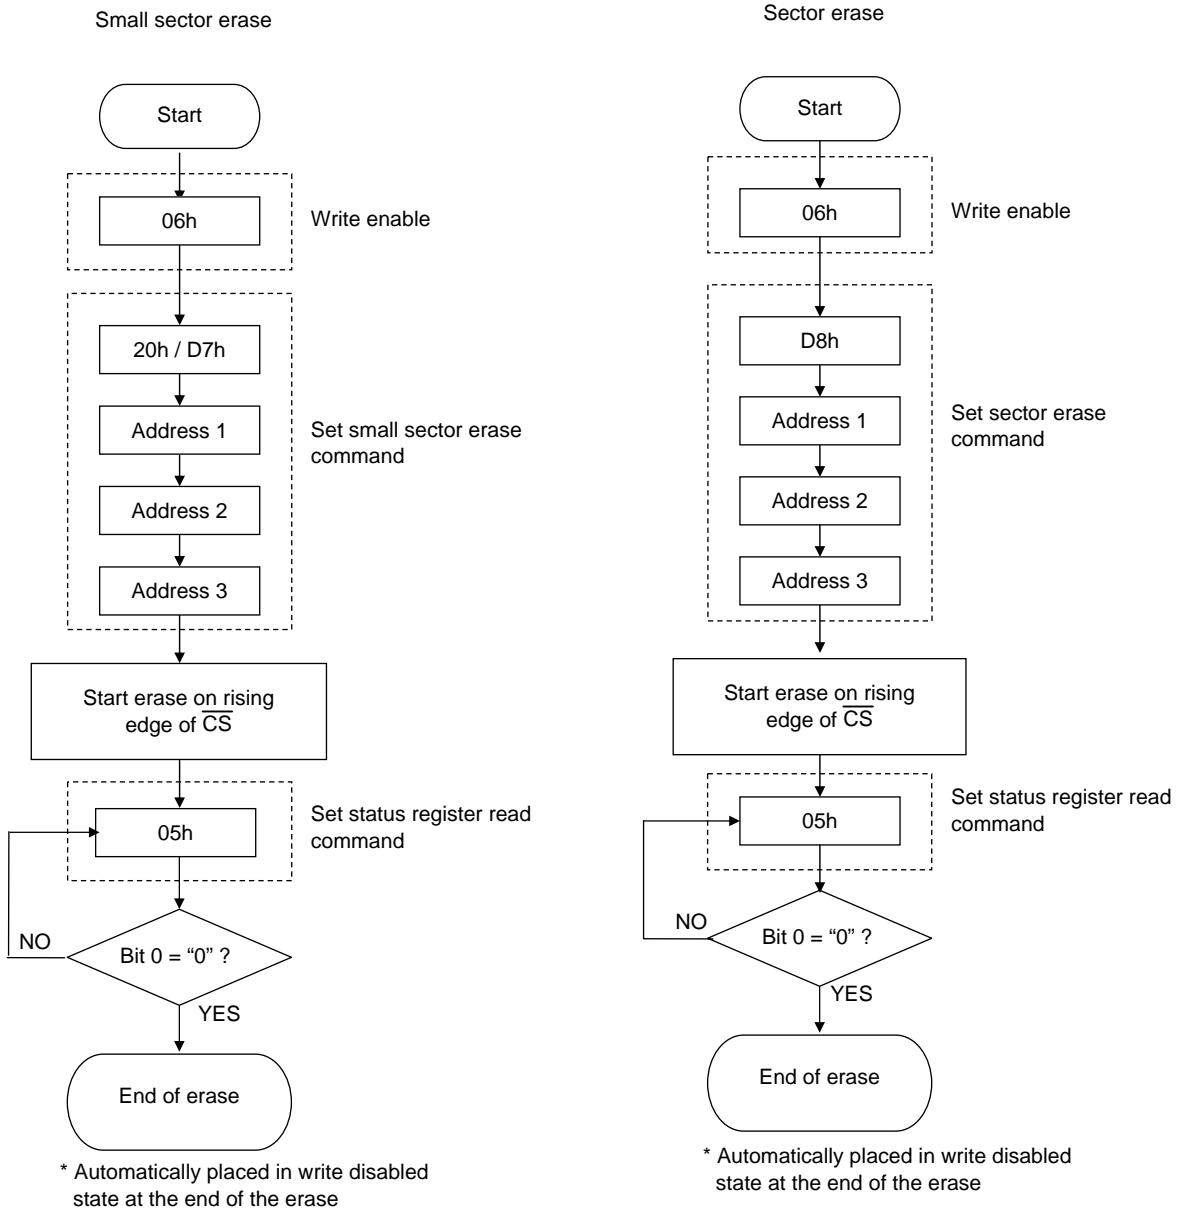 Small sector erase
Start
06h
Write enable
20h / D7h
Address 1
Set small sector erase
command
Address 2
Address 3
Start erase on rising
edge of C̅S̅
05h
Set status register read
command
NO
Bit 0 = “0” ?
YES
End of erase
* Automatically placed in write disabled
state at the end of the erase
Sector erase
Start
06h
Write enable
D8h
Address 1
Set sector erase
command
Address 2
Address 3
Start erase on rising
edge of C̅S̅
05h
Set status register read
command
NO
Bit 0 = “0” ?
YES
End of erase
* Automatically placed in write disabled
state at the end of the erase